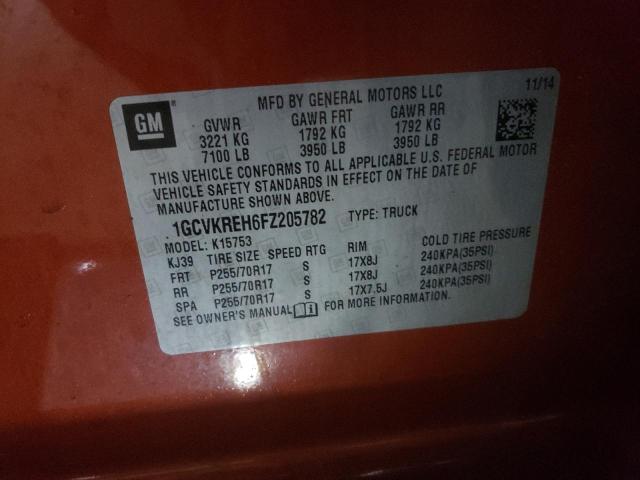 11/14
GM
MFD BY GENERAL MOTORS LLC
GVWR GAWR FRT GAWR RR
3221 KG 1792 KG 1792 KG
7100 LB 3950 LB 3950 LB
THIS VEHICLE CONFORMS TO ALL APPLICABLE U.S. FEDERAL MOTOR
VEHICLE SAFETY STANDARDS IN EFFECT ON THE DATE OF
MANUFACTURE SHOWN ABOVE.
1GCVKREH6FZ205782 TYPE: TRUCK
MODEL: K15753
KJ39 TIRE SIZE SPEED RTG RIM COLD TIRE PRESSURE
FRT P255/70R17 S 17X8J 240KPA(35PSI)
RR P255/70R17 S 17X8J 240KPA(35PSI)
SPA P255/70R17 S 17X7.5J 240KPA(35PSI)
SEE OWNER'S MANUAL FOR MORE INFORMATION.